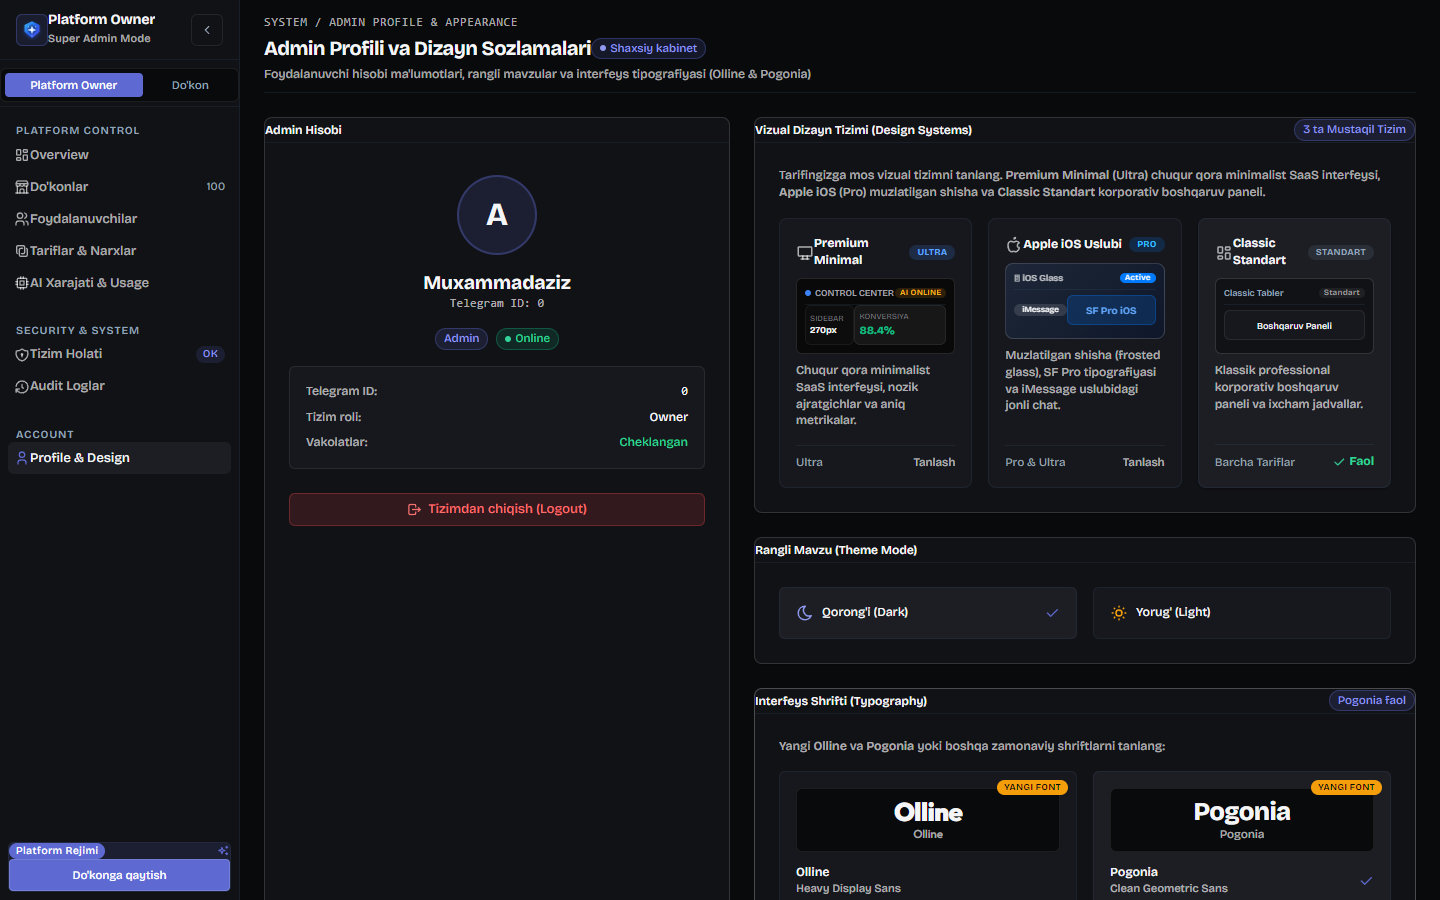 Platform Owner
Super Admin Mode
Platform Owner
Do'kon
PLATFORM CONTROL
Overview
Do'konlar
100
Foydalanuvchilar
Tariflar & Narxlar
AI Xarajati & Usage
SECURITY & SYSTEM
Tizim Holati
OK
Audit Loglar
ACCOUNT
Profile & Design
Platform Rejimi
Do'konga qaytish
SYSTEM / ADMIN PROFILE & APPEARANCE
Admin Profili va Dizayn Sozlamalari
Shaxsiy kabinet
Foydalanuvchi hisobi ma'lumotlari, rangli mavzular va interfeys tipografiyasi (Olline & Pogonia)
Admin Hisobi
A
Muxammadaziz
Telegram ID: 0
Admin
Online
Telegram ID:
0
Tizim roli:
Owner
Vakolatlar:
Cheklangan
Tizimdan chiqish (Logout)
Vizual Dizayn Tizimi (Design Systems)
3 ta Mustaqil Tizim
Tarifingizga mos vizual tizimni tanlang. Premium Minimal (Ultra) chuqur qora minimalist SaaS interfeysi,
Apple iOS (Pro) muzlatilgan shisha va Classic Standart korporativ boshqaruv paneli.
Premium
Minimal
ULTRA
CONTROL CENTER
AI ONLINE
SIDEBAR
270px
KONVERSIYA
88.4%
Chuqur qora minimalist
SaaS interfeysi, nozik
ajratgichlar va aniq
metrikalar.
Ultra
Tanlash
Apple iOS Uslubi
PRO
iOS Glass
Active
iMessage
SF Pro iOS
Muzlatilgan shisha (frosted
glass), SF Pro tipografiyasi
va iMessage uslubidagi
jonli chat.
Pro & Ultra
Tanlash
Classic
Standart
STANDART
Classic Tabler
Standart
Boshqaruv Paneli
Klassik professional
korporativ boshqaruv
paneli va ixcham jadvallar.
Barcha Tariflar
Faol
Rangli Mavzu (Theme Mode)
Qorong'i (Dark)
Yorug' (Light)
Interfeys Shrifti (Typography)
Pogonia faol
Yangi Olline va Pogonia yoki boshqa zamonaviy shriftlarni tanlang:
YANGI FONT
Olline
Olline
Olline
Heavy Display Sans
YANGI FONT
Pogonia
Pogonia
Pogonia
Clean Geometric Sans